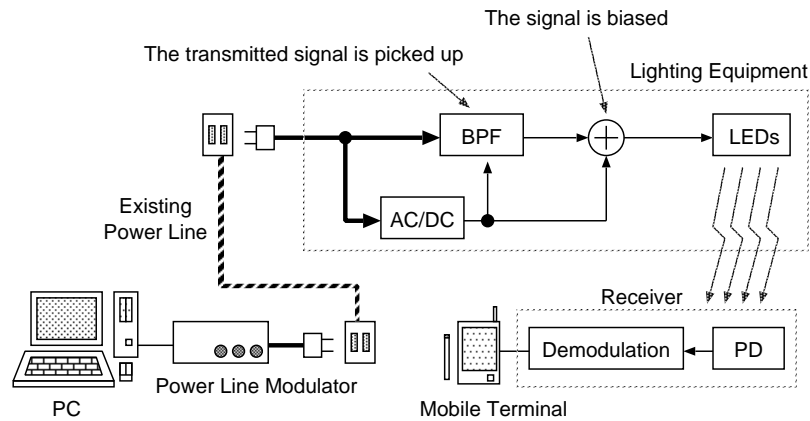 The signal is biased
The transmitted signal is picked up
Lighting Equipment
BPF
LEDs
AC/DC
Existing
Power Line
Receiver
Demodulation
PD
Power Line Modulator
PC
Mobile Terminal